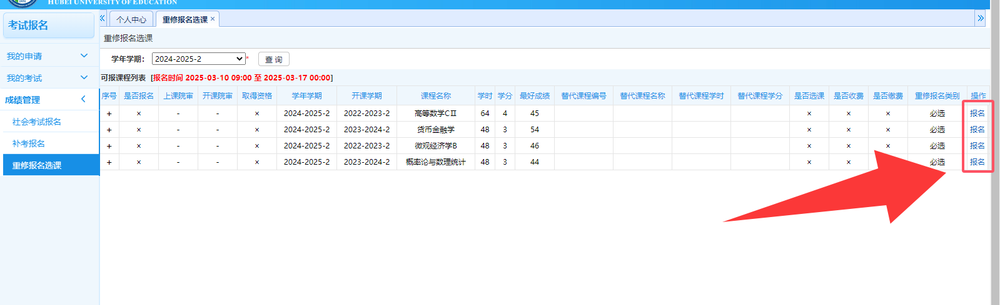 HUBEI UNIVERSITY OF EDUCATION
考试报名
个人中心 重修报名选课 ×
重修报名选课
我的申请
学年学期: 2024-2025-2 * 查 询
我的考试
可报课程列表 [报名时间 2025-03-10 09:00 至 2025-03-17 00:00]
成绩管理
序号 是否报名 上课院审 开课院审 取得资格 学年学期 开课学期 课程名称 学时 学分 最好成绩 替代课程编号 替代课程名称 替代课程学时 替代课程学分 是否选课 是否收费 是否缴费 重修报名类别 操作
+ × - - × 2024-2025-2 2022-2023-2 高等数学CⅡ 64 4 45 × × × 必选 报名
社会考试报名
+ × - - × 2024-2025-2 2023-2024-2 货币金融学 48 3 54 × × × 必选 报名
补考报名
+ × - - × 2024-2025-2 2022-2023-2 微观经济学B 48 3 46 × × × 必选 报名
重修报名选课
+ × - - × 2024-2025-2 2023-2024-2 概率论与数理统计 48 3 44 × × 必选 报名